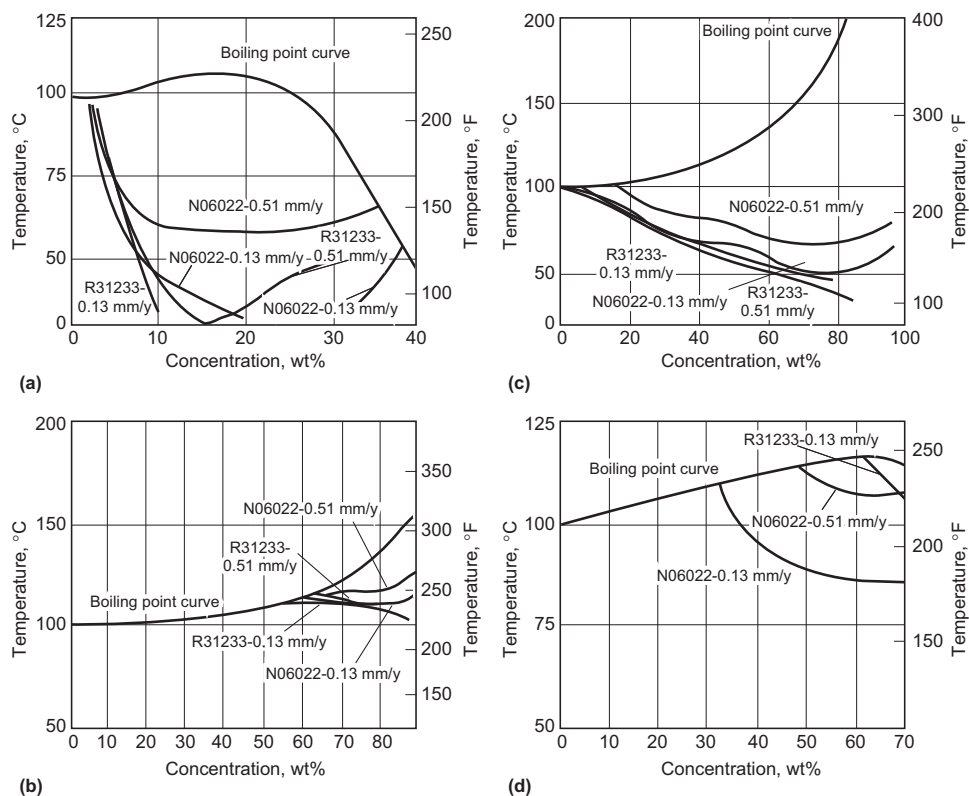 125
100
75
50
25
0
Temperature, °C
250
200
150
100
Temperature, °F
Boiling point curve
N06022-0.51 mm/y
R31233-
0.51 mm/y
N06022-0.13 mm/y
R31233-
0.13 mm/y
N06022-0.13 mm/y
0
10
20
30
40
Concentration, wt%
(a)
200
150
100
50
0
Temperature, °C
400
300
200
100
Temperature, °F
Boiling point curve
N06022-0.51 mm/y
R31233-
0.13 mm/y
N06022-0.13 mm/y
R31233-
0.51 mm/y
0
20
40
60
80
100
Concentration, wt%
(c)
200
150
100
50
Temperature, °C
350
300
250
200
150
Temperature, °F
N06022-0.51 mm/y
R31233-
0.51 mm/y
Boiling point curve
R31233-0.13 mm/y
N06022-0.13 mm/y
0
10
20
30
40
50
60
70
80
Concentration, wt%
(b)
125
100
75
50
Temperature, °C
250
200
150
Temperature, °F
R31233-0.13 mm/y
Boiling point curve
N06022-0.51 mm/y
N06022-0.13 mm/y
0
10
20
30
40
50
60
70
Concentration, wt%
(d)